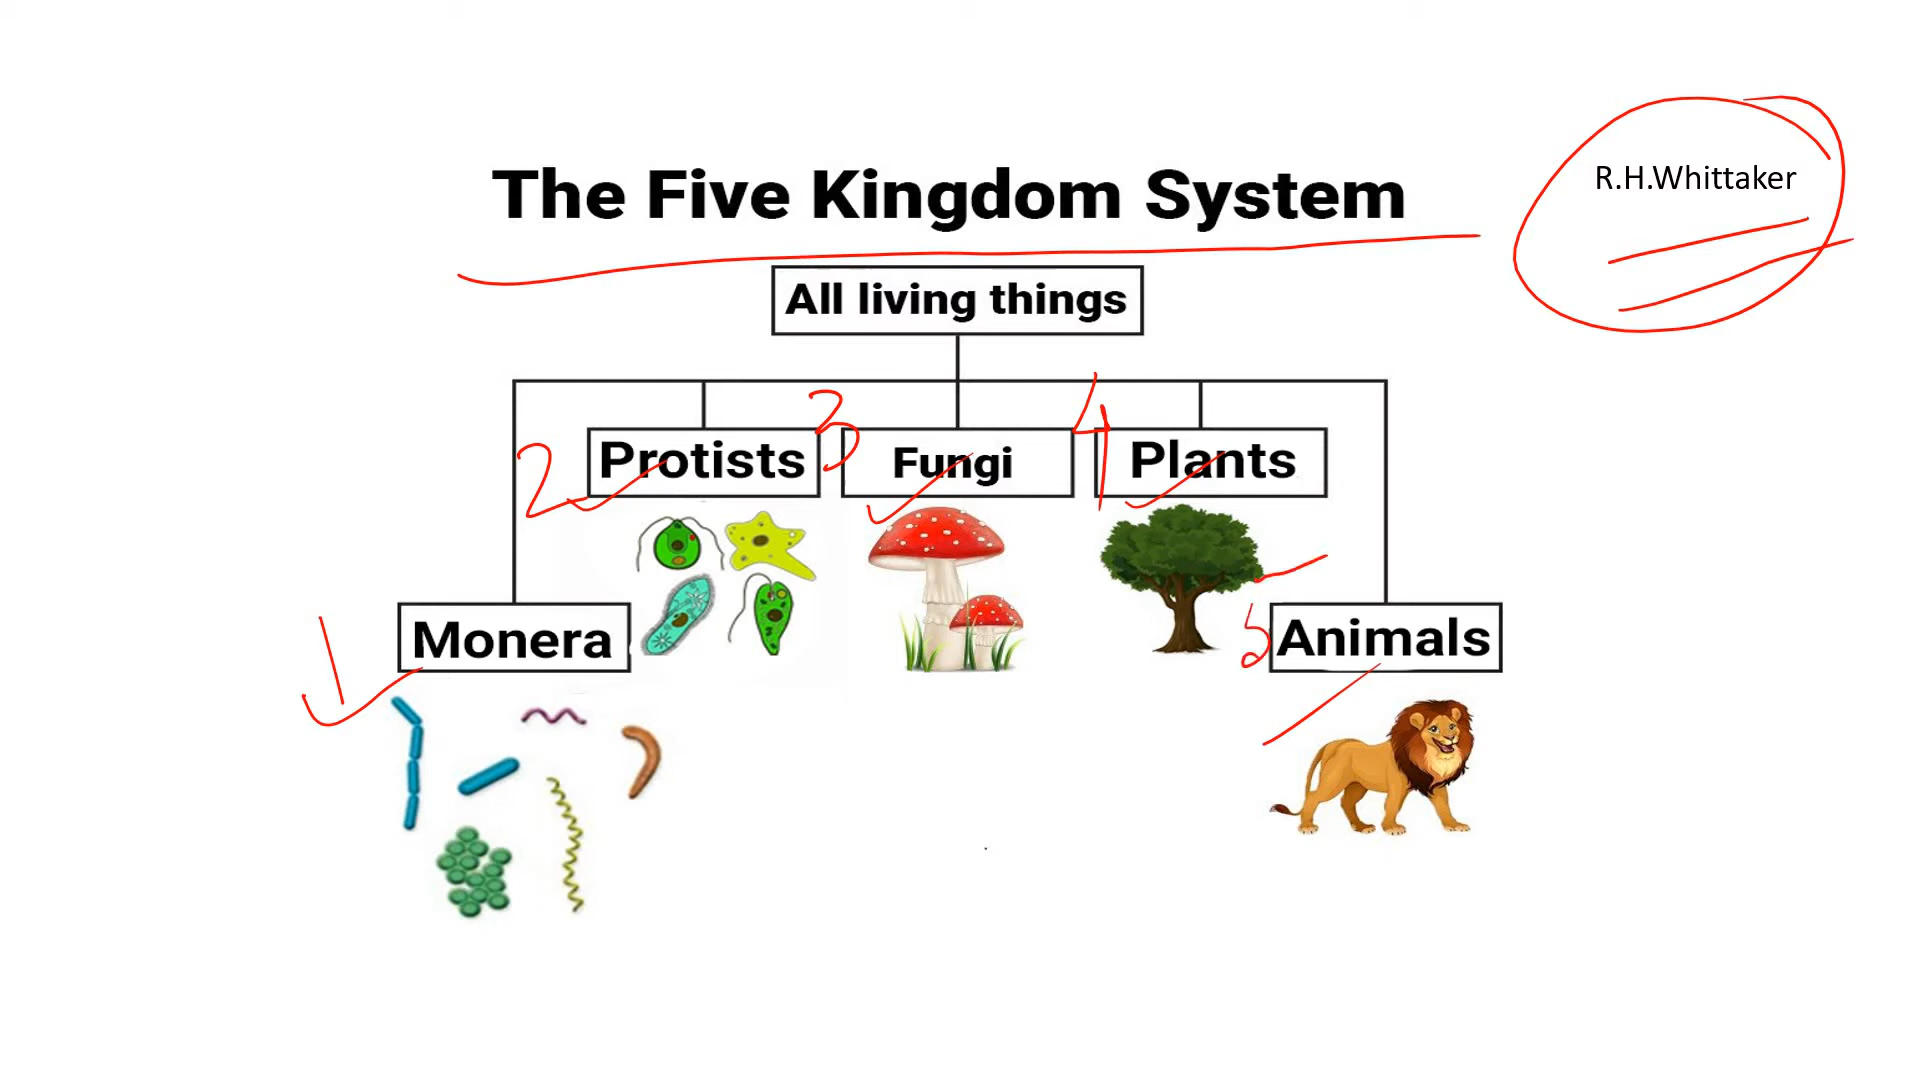 The Five Kingdom System
R.H.Whittaker
All living things
2 Protists 3 Fungi 4 Plants
1 Monera 5 Animals